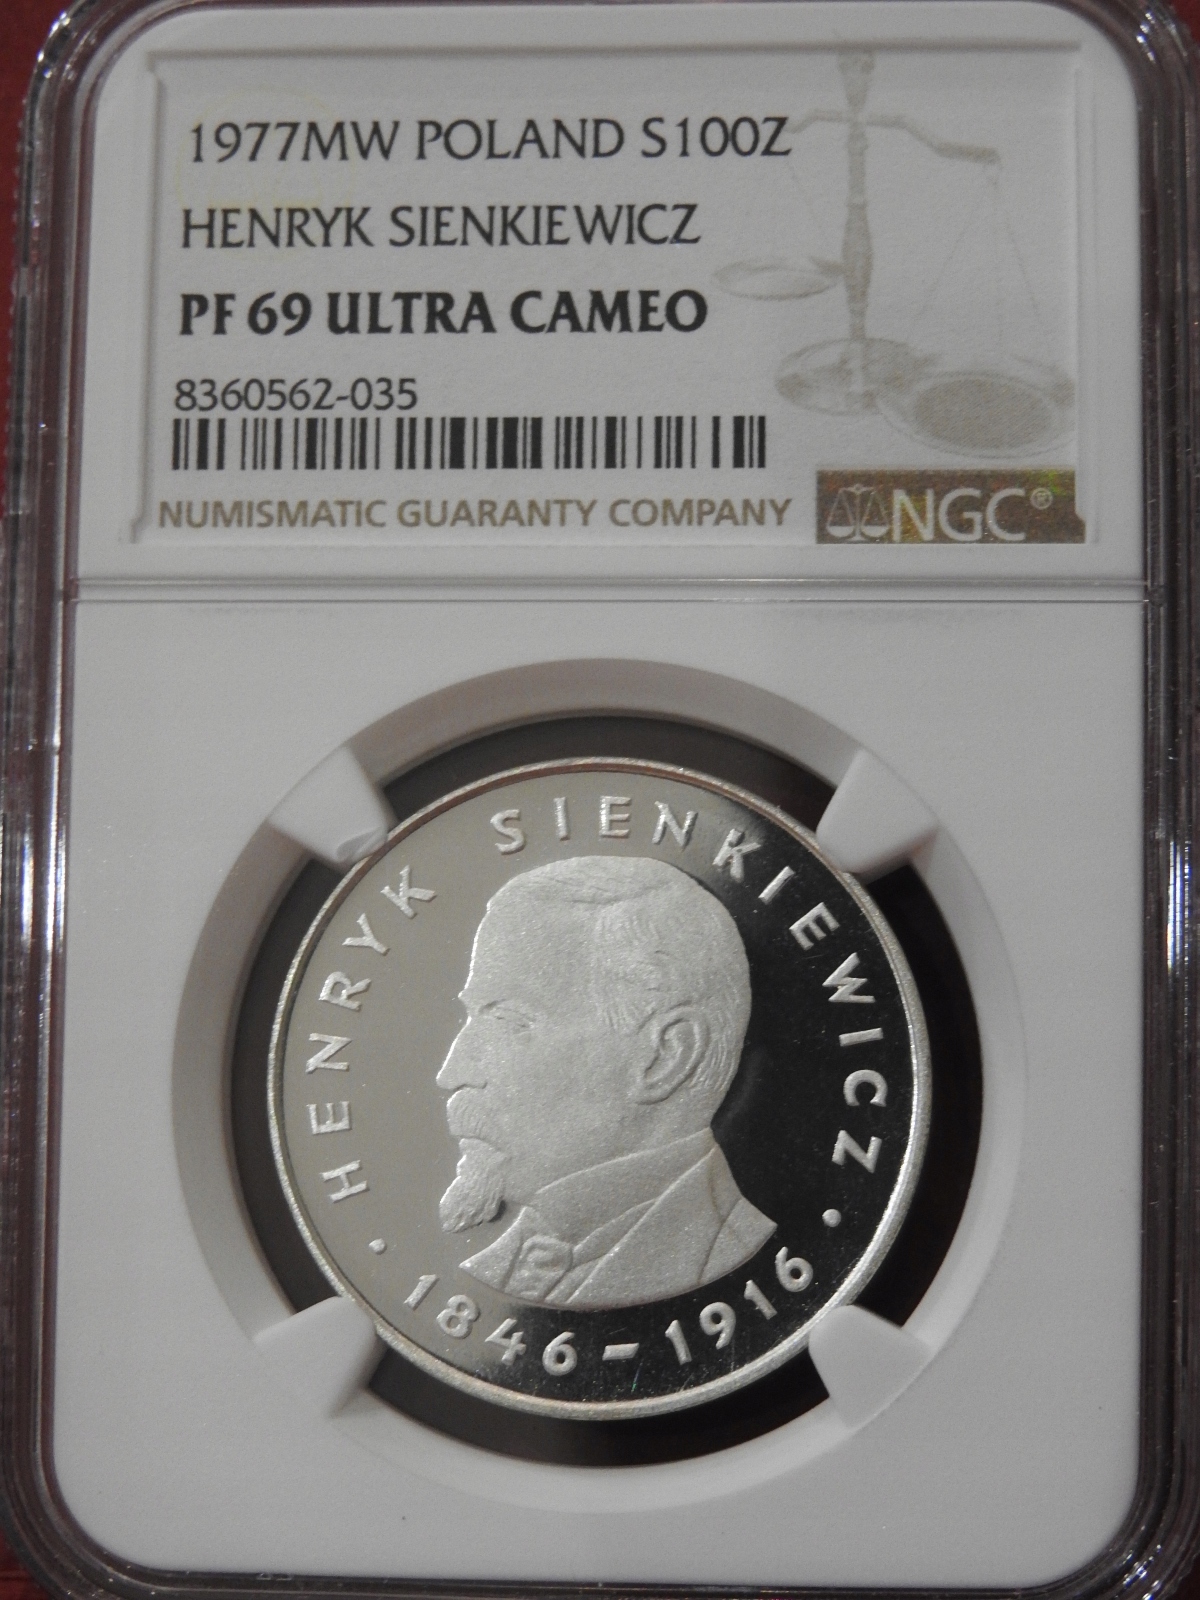 1977MW POLAND S100Z
HENRYK SIENKIEWICZ
PF 69 ULTRA CAMEO
8360562-035
NUMISMATIC GUARANTY COMPANY
NGC®
• HENRYK SIENKIEWICZ •
1846–1916